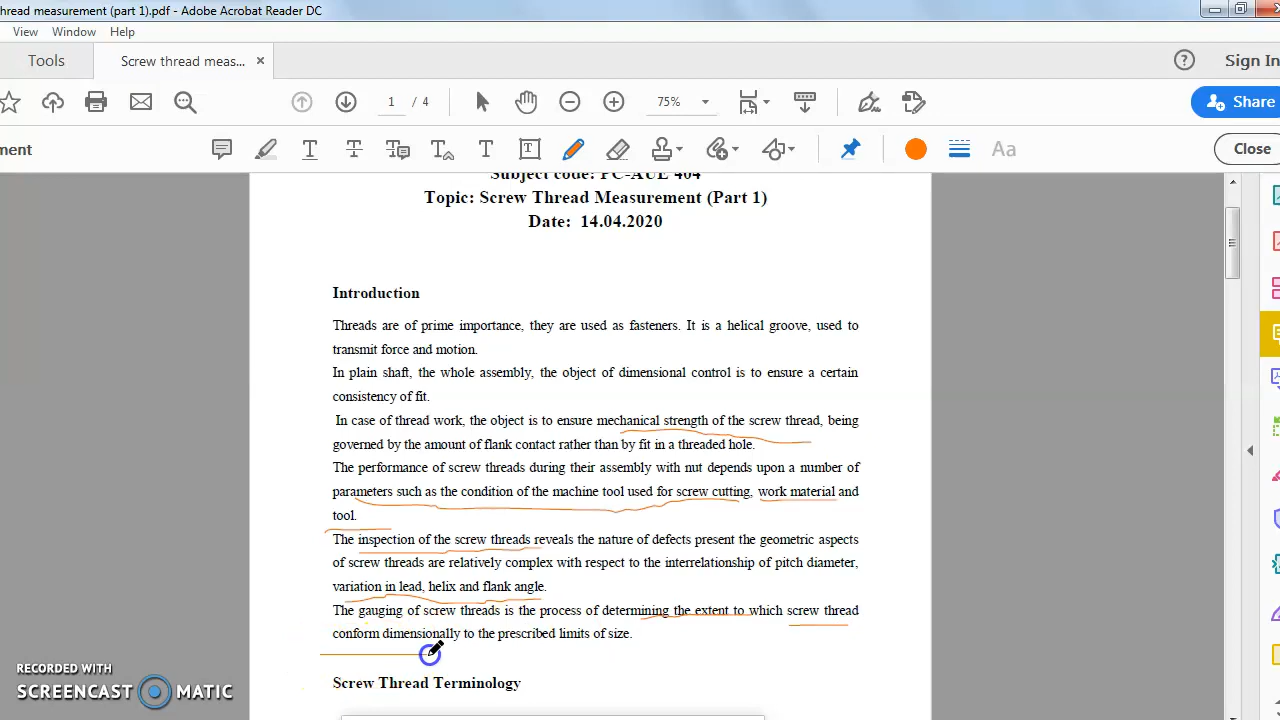 thread measurement (part 1).pdf - Adobe Acrobat Reader DC
View Window Help
Tools Screw thread meas... × Sign In
1 / 4 75% Share
ment Aa Close
Subject code: PC-AUE 404
Topic: Screw Thread Measurement (Part 1)
Date: 14.04.2020
Introduction
Threads are of prime importance, they are used as fasteners. It is a helical groove, used to
transmit force and motion.
In plain shaft, the whole assembly, the object of dimensional control is to ensure a certain
consistency of fit.
In case of thread work, the object is to ensure mechanical strength of the screw thread, being
governed by the amount of flank contact rather than by fit in a threaded hole.
The performance of screw threads during their assembly with nut depends upon a number of
parameters such as the condition of the machine tool used for screw cutting, work material and
tool.
The inspection of the screw threads reveals the nature of defects present the geometric aspects
of screw threads are relatively complex with respect to the interrelationship of pitch diameter,
variation in lead, helix and flank angle.
The gauging of screw threads is the process of determining the extent to which screw thread
conform dimensionally to the prescribed limits of size.
Screw Thread Terminology
RECORDED WITH
SCREENCAST MATIC